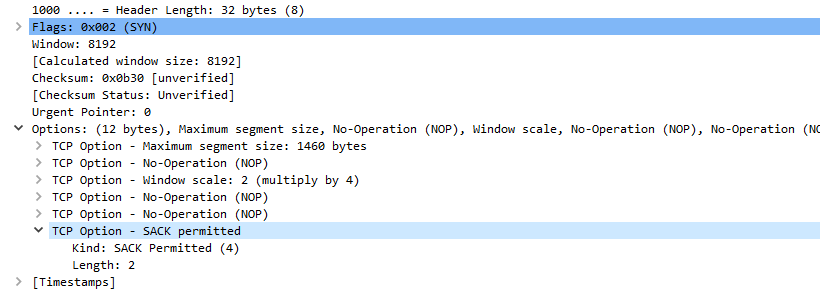 1000 .... = Header Length: 32 bytes (8)
Flags: 0x002 (SYN)
Window: 8192
[Calculated window size: 8192]
Checksum: 0x0b30 [unverified]
[Checksum Status: Unverified]
Urgent Pointer: 0
Options: (12 bytes), Maximum segment size, No-Operation (NOP), Window scale, No-Operation (NOP), No-Operation (NO
TCP Option - Maximum segment size: 1460 bytes
TCP Option - No-Operation (NOP)
TCP Option - Window scale: 2 (multiply by 4)
TCP Option - No-Operation (NOP)
TCP Option - No-Operation (NOP)
TCP Option - SACK permitted
Kind: SACK Permitted (4)
Length: 2
[Timestamps]